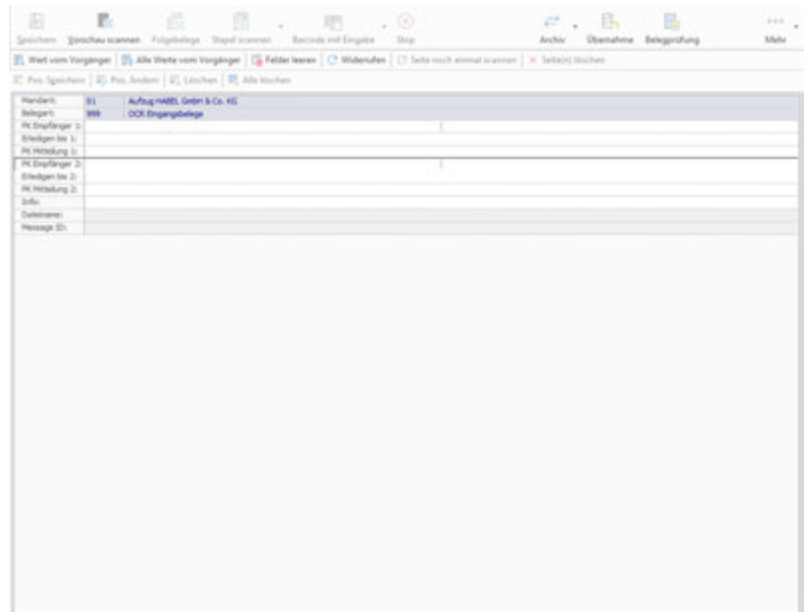 Speichern Vorschau scannen Folgebelege Stapel scannen Barcode mit Eingabe Stop Archiv Übernahme Belegprüfung Mehr
Wert vom Vorgänger Alle Werte vom Vorgänger Felder leeren Widerrufen Seite noch einmal scannen Seite(n) löschen
Pos. Speichern Pos. Ändern Löschen Alle löschen
Mandant: 01 Aufzug HABEL GmbH & Co. KG
Belegart: 999 OCR Eingangsbelege
PK Empfänger 1:
Erledigen bis 1:
PK Mitteilung 1:
PK Empfänger 2:
Erledigen bis 2:
PK Mitteilung 2:
Info:
Dateiname:
Message ID: